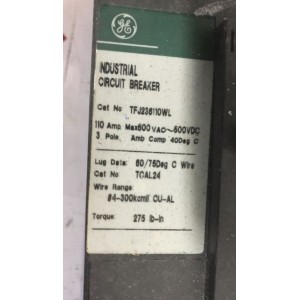 GE
INDUSTRIAL
CIRCUIT BREAKER
Cat No TFJ236110WL
110 Amp Max600 VAC~500VDC
3 Pole, Amb Comp 40Deg C
Lug Data: 60/75Deg C Wire
Cat No TCAL24
Wire Range
#4-300kcmil CU-AL
Torque: 275 lb-in